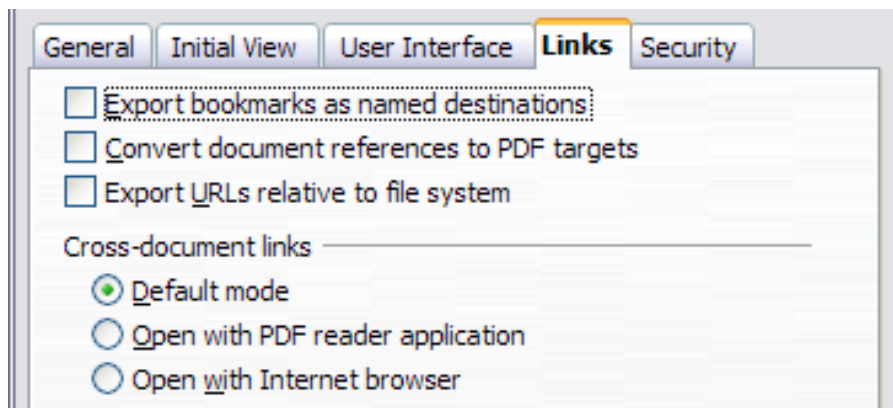 General Initial View User Interface Links Security
Export bookmarks as named destinations
Convert document references to PDF targets
Export URLs relative to file system
Cross-document links
Default mode
Open with PDF reader application
Open with Internet browser